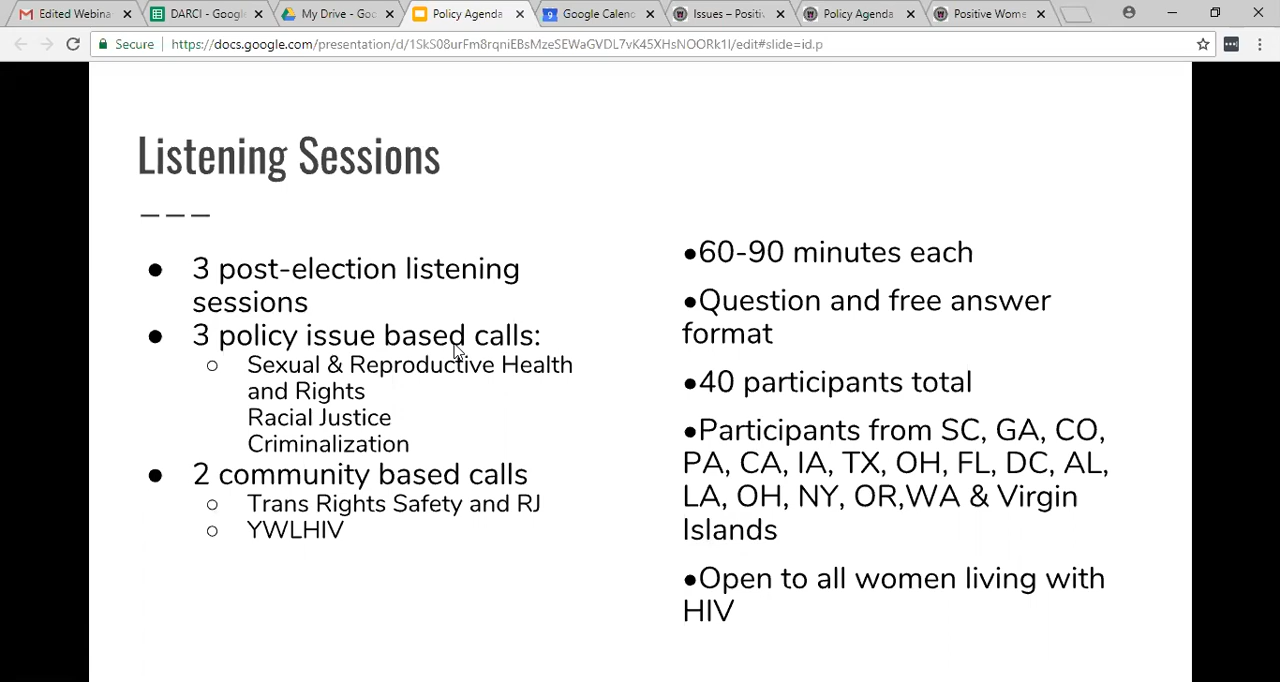 Edited Webina
DARCI - Google
My Drive - Goo
Policy Agenda
Google Calend
Issues – Positiv
Policy Agenda
Positive Wome
Secure
https://docs.google.com/presentation/d/1SkS08urFm8rqniEBsMzeSEWaGVDL7vK45XHsNOORk1I/edit#slide=id.p
Listening Sessions
● 3 post-election listening
sessions
● 3 policy issue based calls:
○ Sexual & Reproductive Health
and Rights
Racial Justice
Criminalization
● 2 community based calls
○ Trans Rights Safety and RJ
○ YWLHIV
●60-90 minutes each
●Question and free answer
format
●40 participants total
●Participants from SC, GA, CO,
PA, CA, IA, TX, OH, FL, DC, AL,
LA, OH, NY, OR,WA & Virgin
Islands
●Open to all women living with
HIV